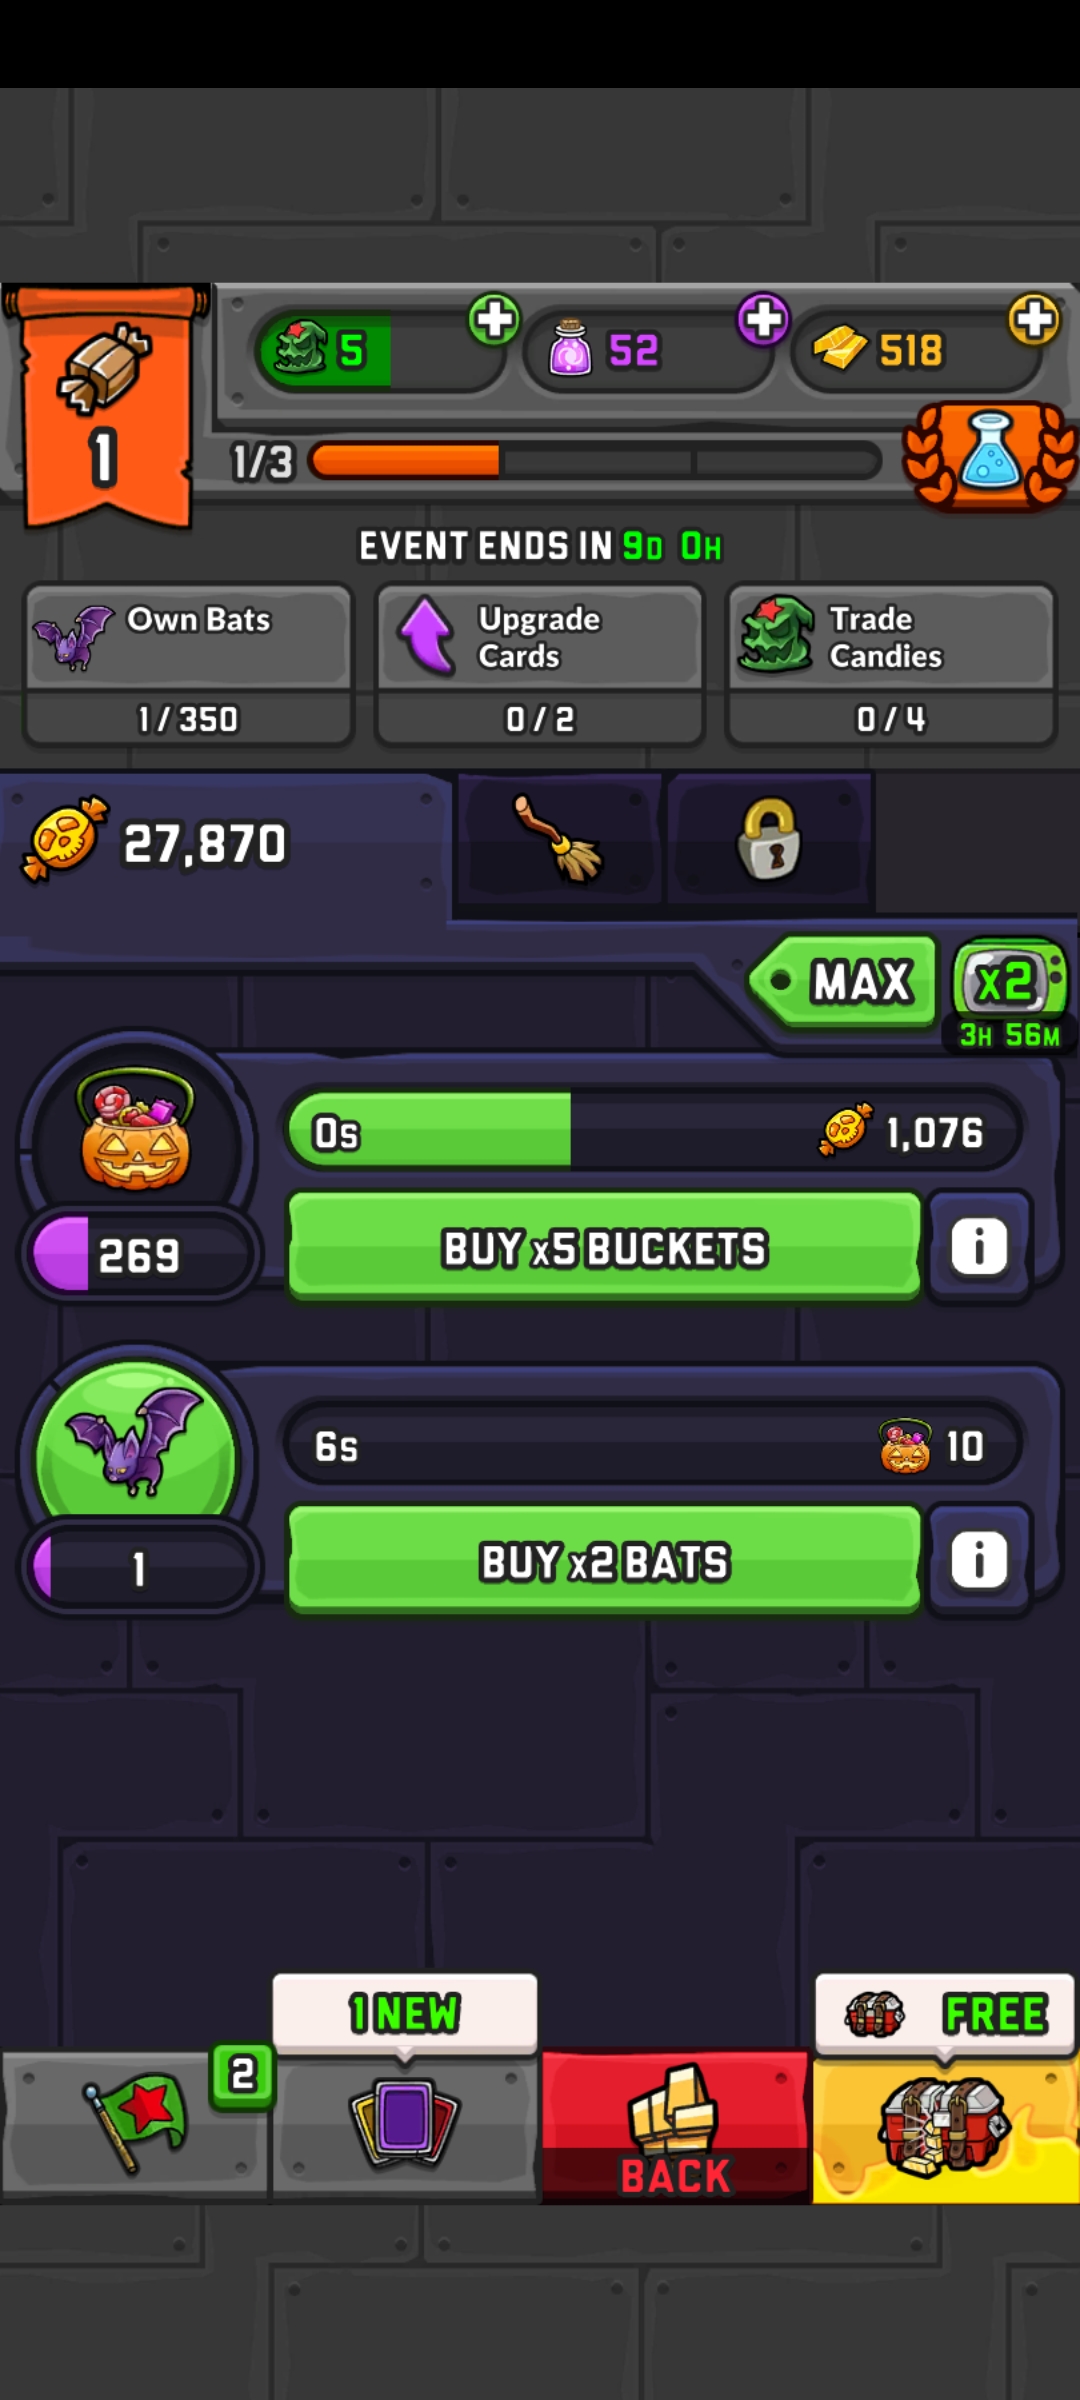 5
52
518
1
1/3
EVENT ENDS IN 9D 0H
Own Bats
1 / 350
Upgrade
Cards
0 / 2
Trade
Candies
0 / 4
27,870
MAX
x2
3H 56M
0s
1,076
269
BUY x5 BUCKETS
i
6s
10
1
BUY x2 BATS
i
1 NEW
FREE
2
BACK